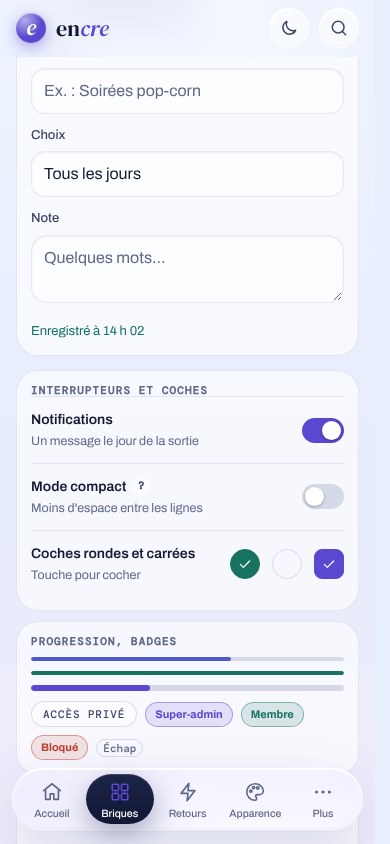 e encre
Ex. : Soirées pop-corn
Choix
Tous les jours
Note
Quelques mots...
Enregistré à 14 h 02
INTERRUPTEURS ET COCHES
Notifications
Un message le jour de la sortie
Mode compact ?
Moins d'espace entre les lignes
Coches rondes et carrées
Touche pour cocher
PROGRESSION, BADGES
ACCÈS PRIVÉ Super-admin Membre
Bloqué Échap
Accueil Briques Retours Apparence Plus